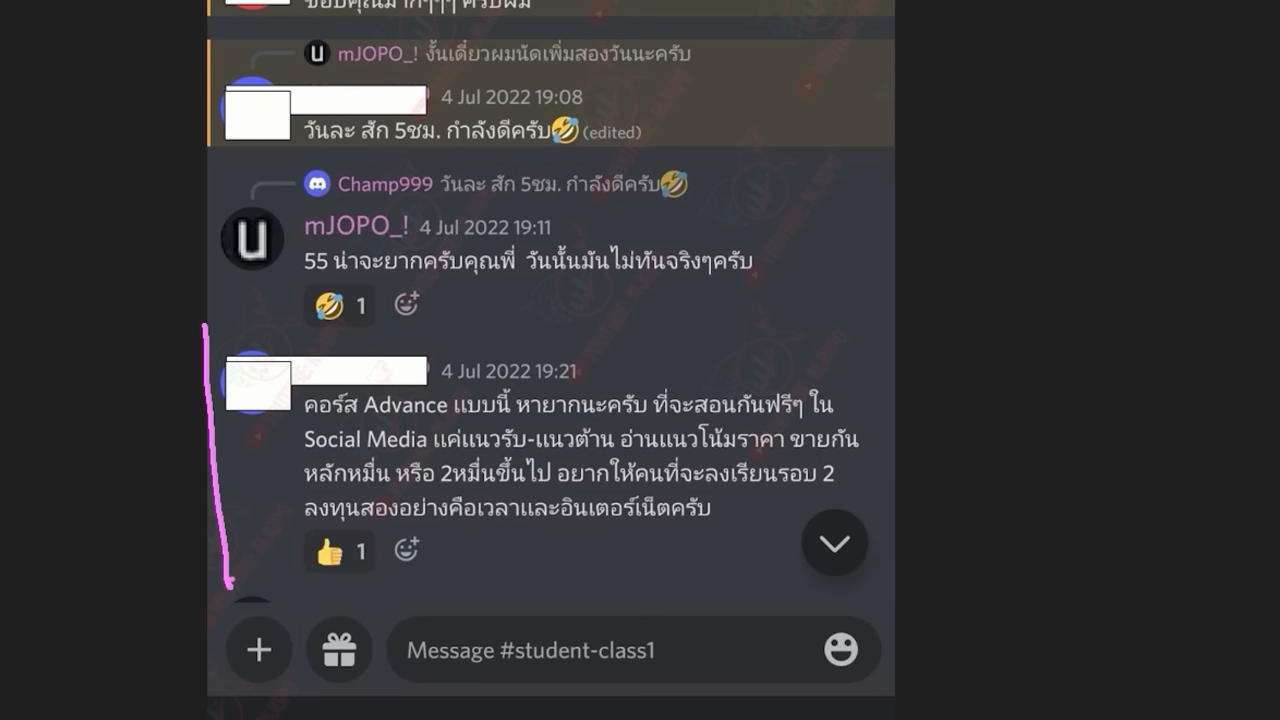 ขอบคุณมากๆๆๆ ครับผม
mJOPO_! งั้นเดี๋ยวผมนัดเพิ่มสองวันนะครับ
4 Jul 2022 19:08
วันละ สัก 5ชม. กำลังดีครับ🤣 (edited)
Champ999 วันละ สัก 5ชม. กำลังดีครับ🤣
mJOPO_! 4 Jul 2022 19:11
55 น่าจะยากครับคุณพี่ วันนั้นมันไม่ทันจริงๆครับ
🤣 1
4 Jul 2022 19:21
คอร์ส Advance แบบนี้ หายากนะครับ ที่จะสอนกันฟรีๆ ใน
Social Media แค่แนวรับ-แนวต้าน อ่านแนวโน้มราคา ขายกัน
หลักหมื่น หรือ 2หมื่นขึ้นไป อยากให้คนที่จะลงเรียนรอบ 2
ลงทุนสองอย่างคือเวลาและอินเตอร์เน็ตครับ
👍 1
Message #student-class1